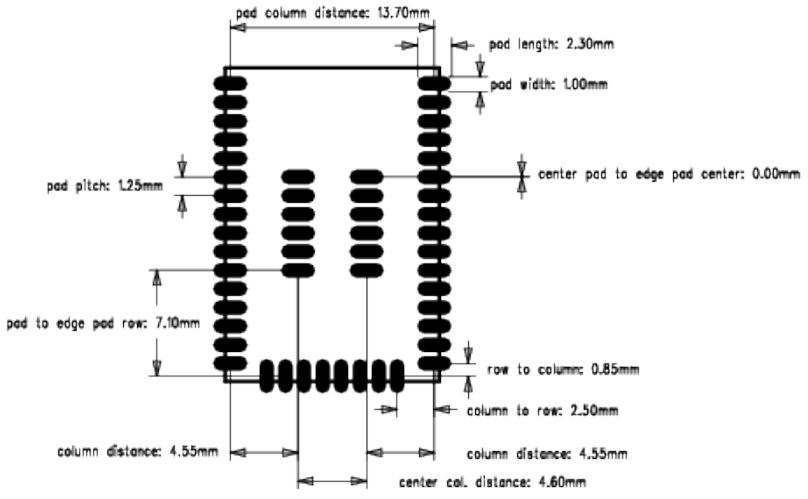 pad column distance: 13.70mm
pad length: 2.30mm
pad width: 1.00mm
center pad to edge pad center: 0.00mm
pad pitch: 1.25mm
pad to edge pad row: 7.10mm
row to column: 0.85mm
column to row: 2.50mm
column distance: 4.55mm
column distance: 4.55mm
center col. distance: 4.60mm